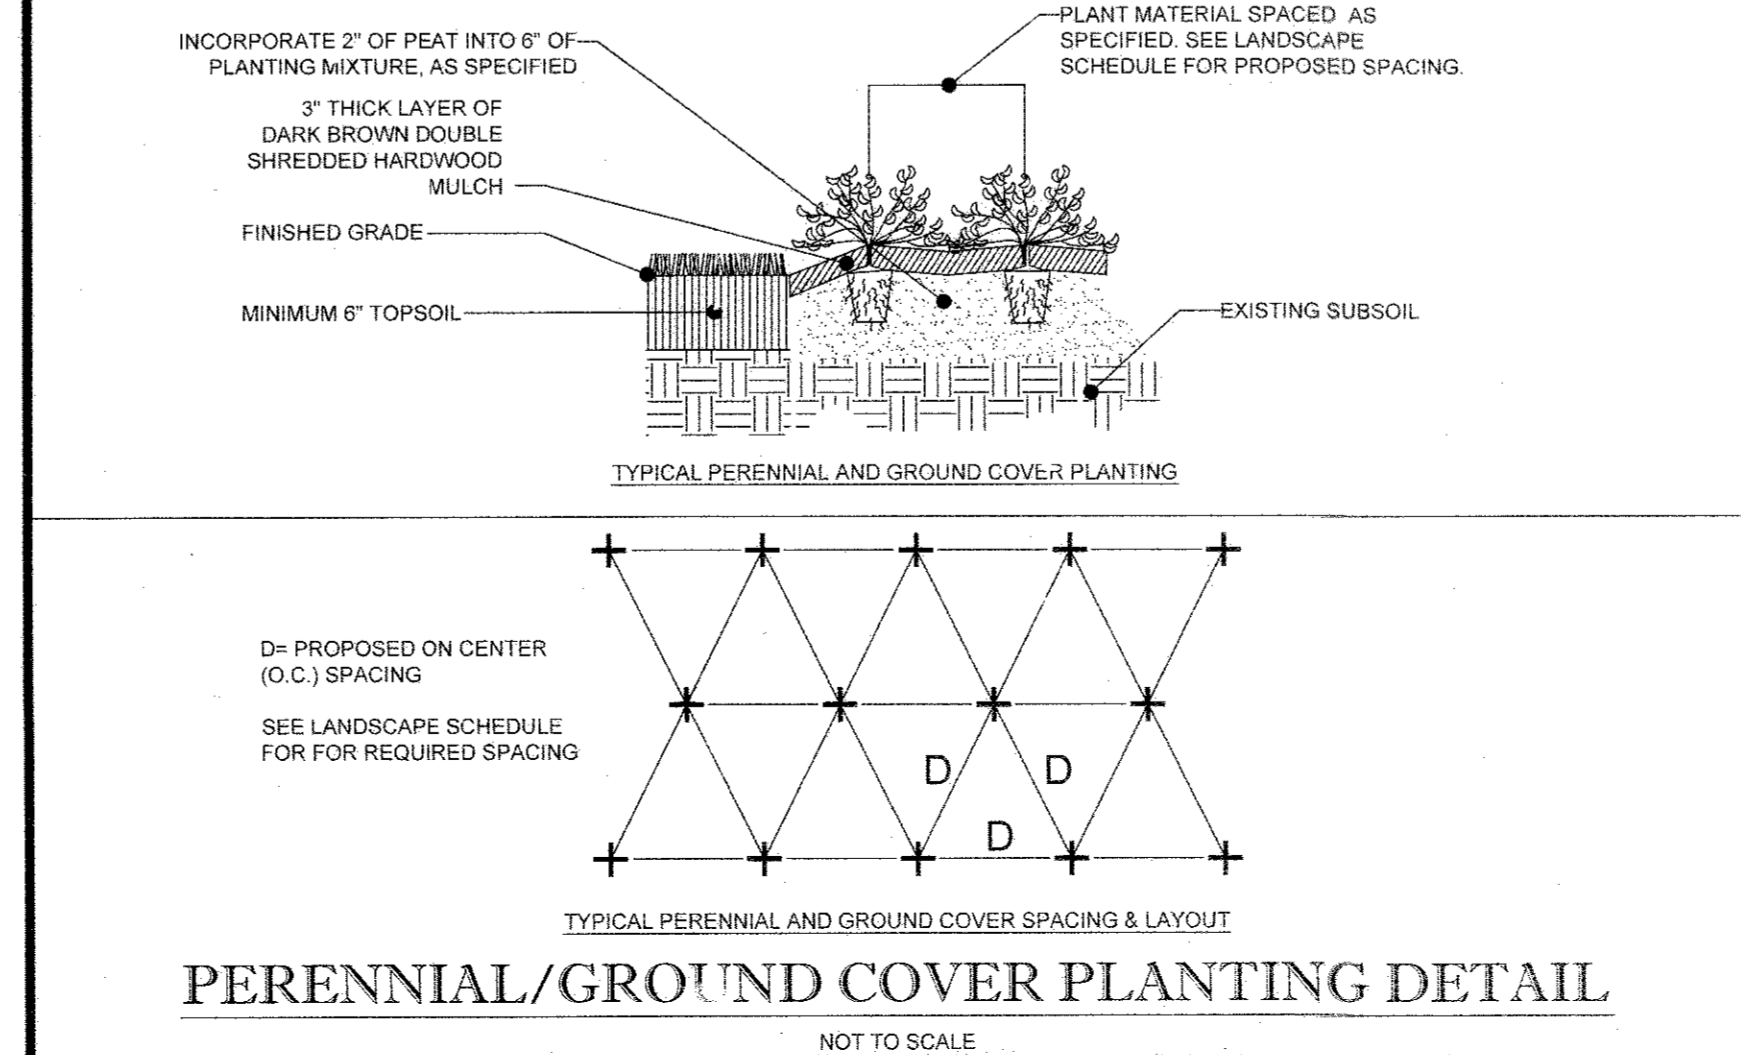 INCORPORATE 2" OF PEAT INTO 6" OF
PLANTING MIXTURE, AS SPECIFIED
PLANT MATERIAL SPACED AS
SPECIFIED. SEE LANDSCAPE
SCHEDULE FOR PROPOSED SPACING.
3" THICK LAYER OF
DARK BROWN DOUBLE
SHREDDED HARDWOOD
MULCH
FINISHED GRADE
MINIMUM 6" TOPSOIL
EXISTING SUBSOIL
TYPICAL PERENNIAL AND GROUND COVER PLANTING
D= PROPOSED ON CENTER
(O.C.) SPACING
SEE LANDSCAPE SCHEDULE
FOR FOR REQUIRED SPACING
D
D
D
TYPICAL PERENNIAL AND GROUND COVER SPACING & LAYOUT
PERENNIAL/GROUND COVER PLANTING DETAIL
NOT TO SCALE